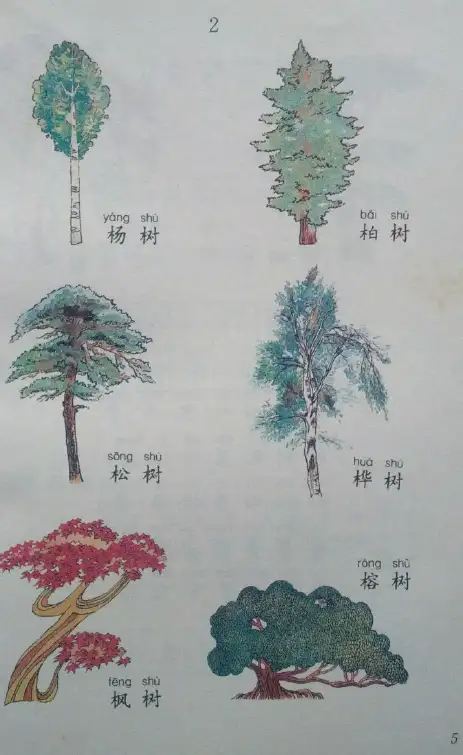 2
yáng shù
杨 树
bǎi shù
柏 树
sōng shù
松 树
huà shù
桦 树
fēng shù
枫 树
róng shù
榕 树
5